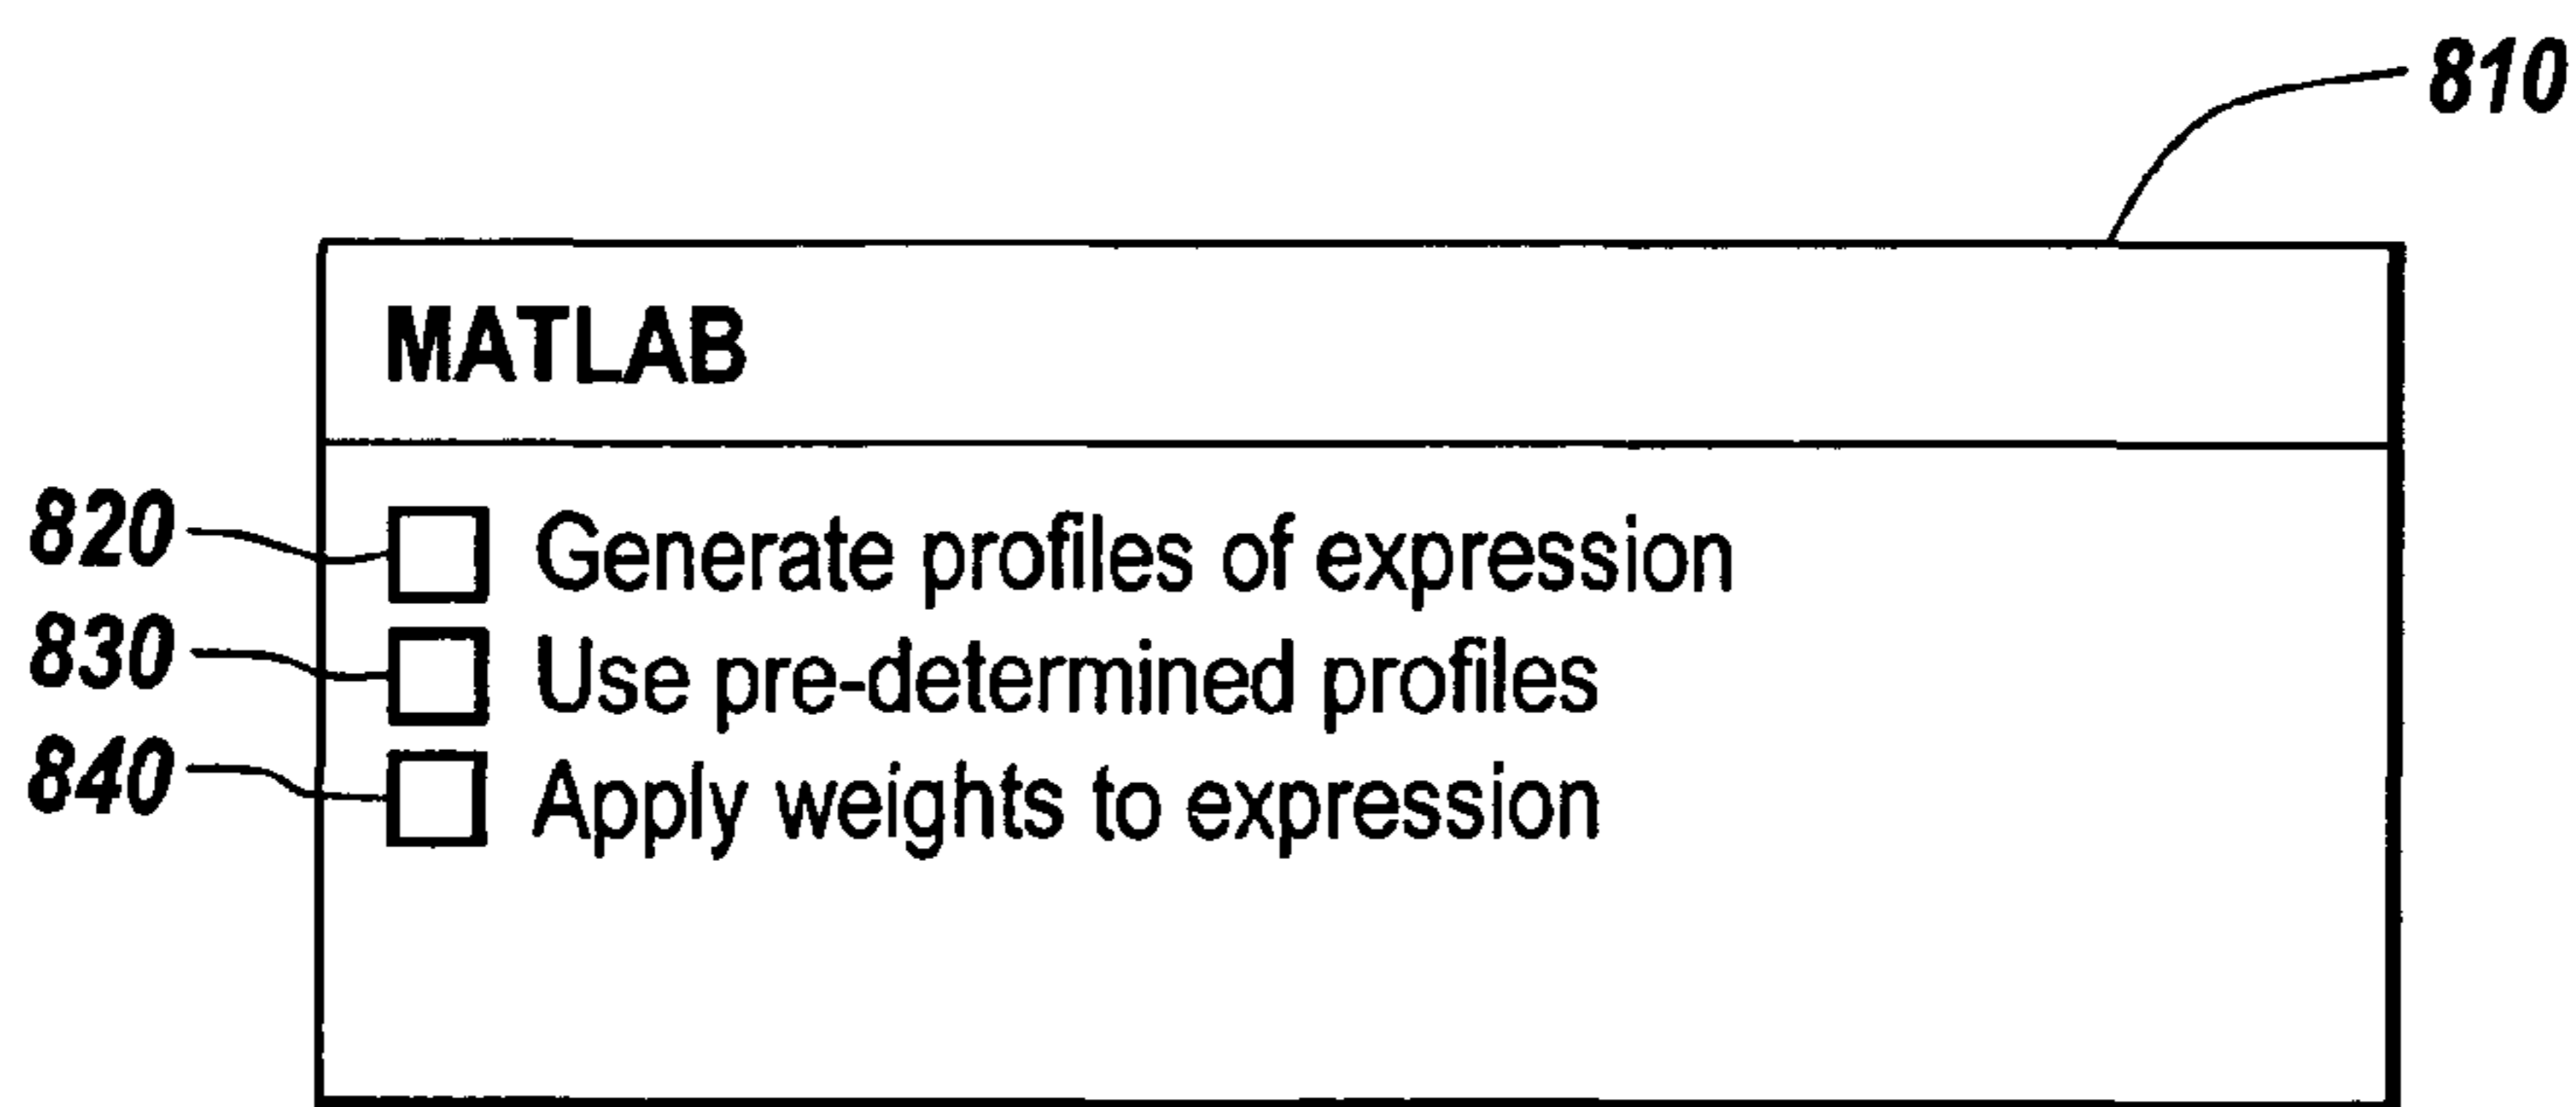 810
MATLAB
820 Generate profiles of expression
830 Use pre-determined profiles
840 Apply weights to expression